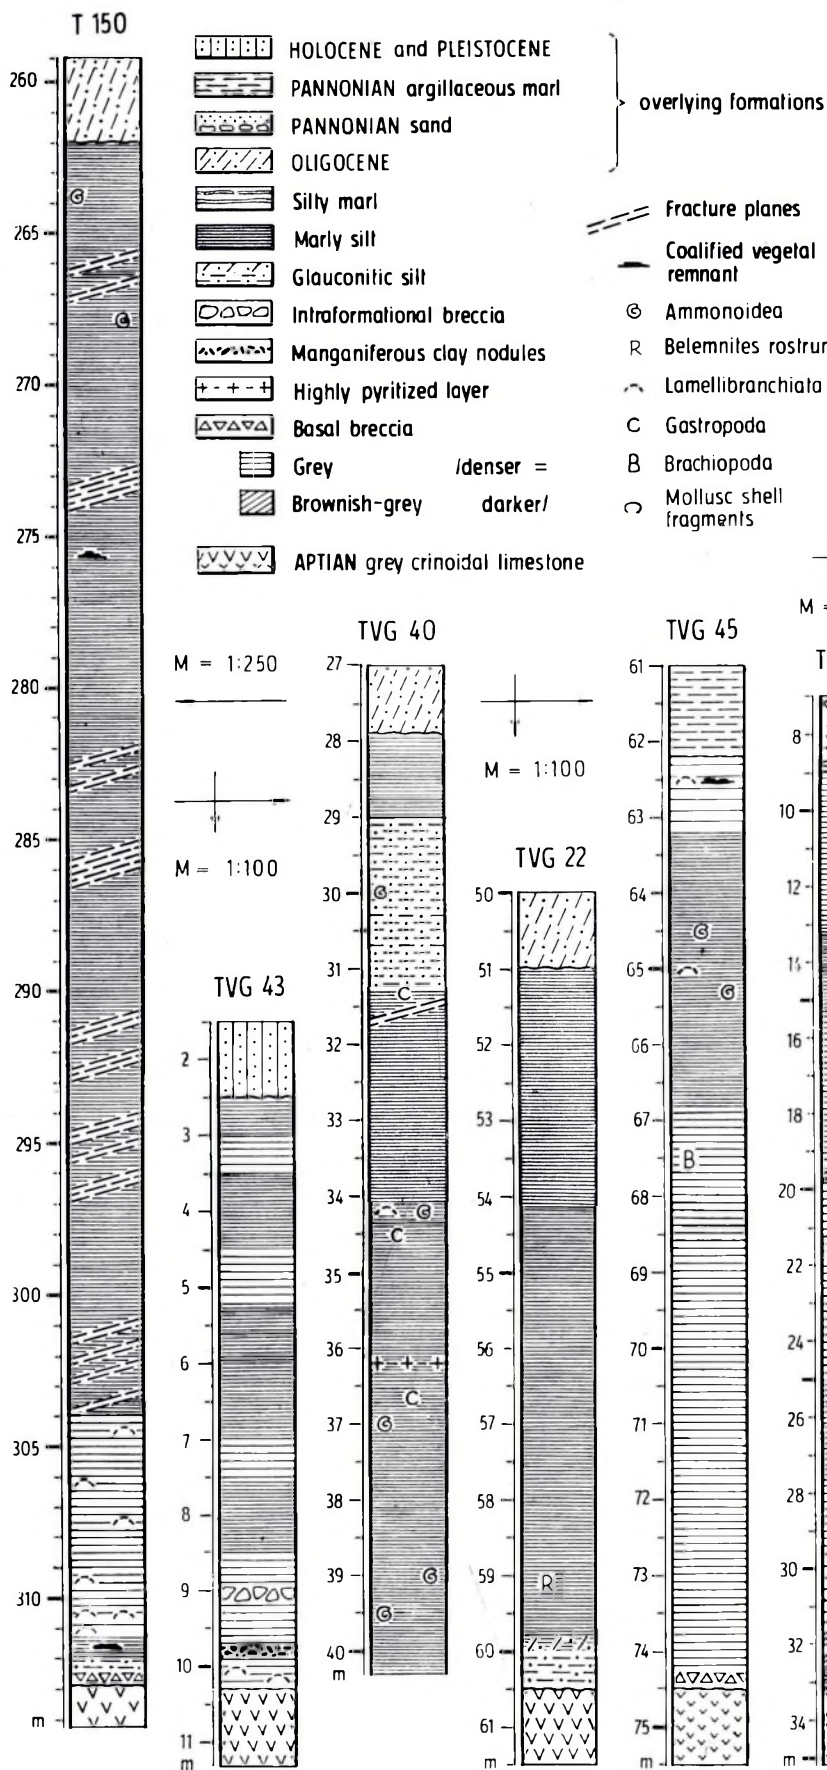 T 150
HOLOCENE and PLEISTOCENE
PANNONIAN argillaceous marl
PANNONIAN sand
OLIGOCENE
overlying formations
Silty marl
Marly silt
Glauconitic silt
Intraformational breccia
Manganiferous clay nodules
Highly pyritized layer
Basal breccia
Grey /denser =
Brownish-grey darker/
APTIAN grey crinoidal limestone
Fracture planes
Coalified vegetal
remnant
Ammonoidea
R Belemnites rostrum
Lamellibranchiata
C Gastropoda
B Brachiopoda
Mollusc shell
fragments
260
265
270
275
280
285
290
295
300
305
310
m
M = 1:250
M = 1:100
TVG 43
2
3
4
5
6
7
8
9
10
11
m
TVG 40
27
28
29
30
31
32
33
34
35
36
37
38
39
40
m
C
C
C
M = 1:100
TVG 22
50
51
52
53
54
55
56
57
58
59
60
61
m
R
TVG 45
61
62
63
64
65
66
67
68
69
70
71
72
73
74
75
m
B
M =
T
8
10
12
13
14
16
18
20
22
24
26
28
30
32
34